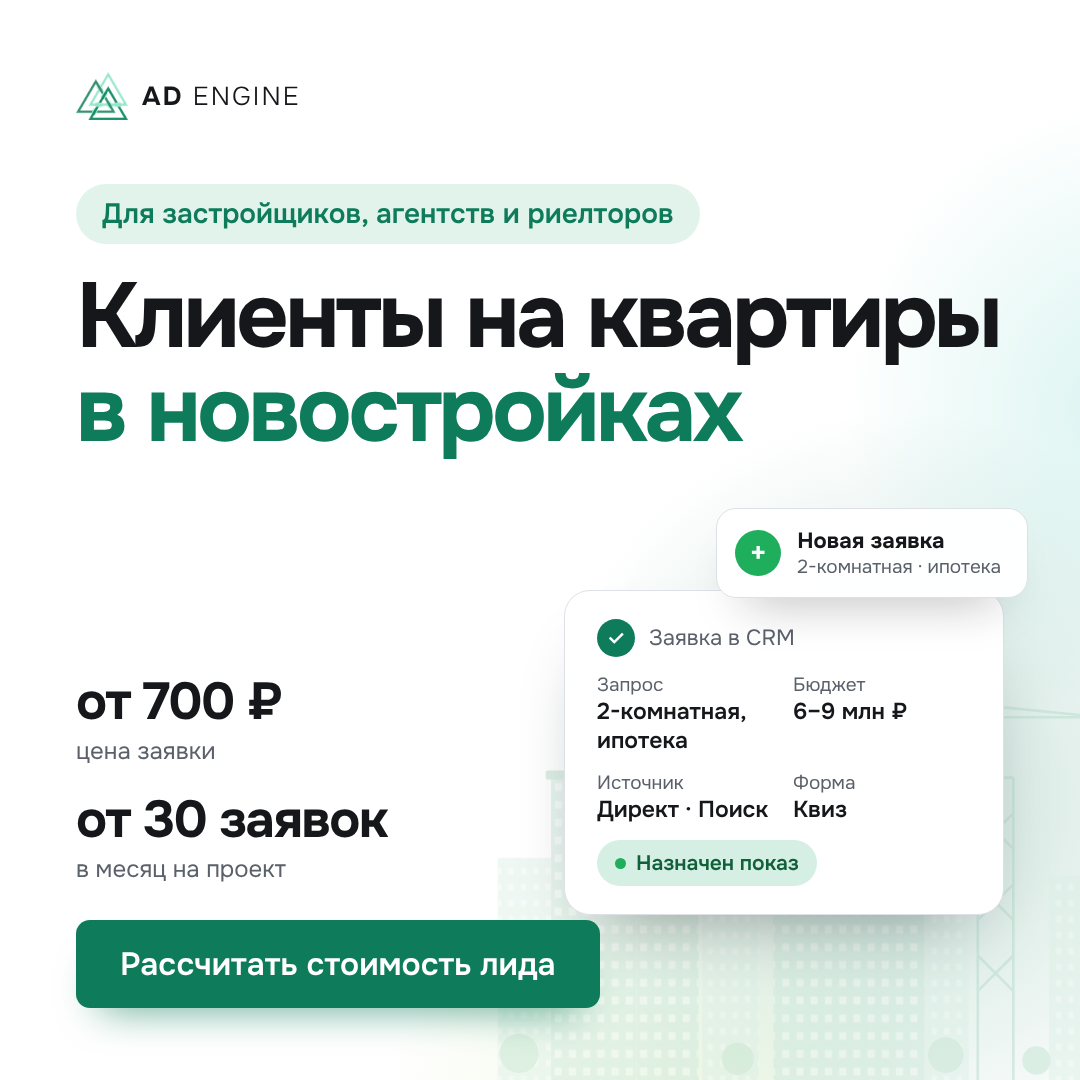 AD ENGINE
Для застройщиков, агентств и риелторов
Клиенты на квартиры
в новостройках
Новая заявка
2-комнатная · ипотека
Заявка в CRM
Запрос
2-комнатная,
ипотека
Бюджет
6–9 млн ₽
Источник
Директ · Поиск
Форма
Квиз
Назначен показ
от 700 ₽
цена заявки
от 30 заявок
в месяц на проект
Рассчитать стоимость лида